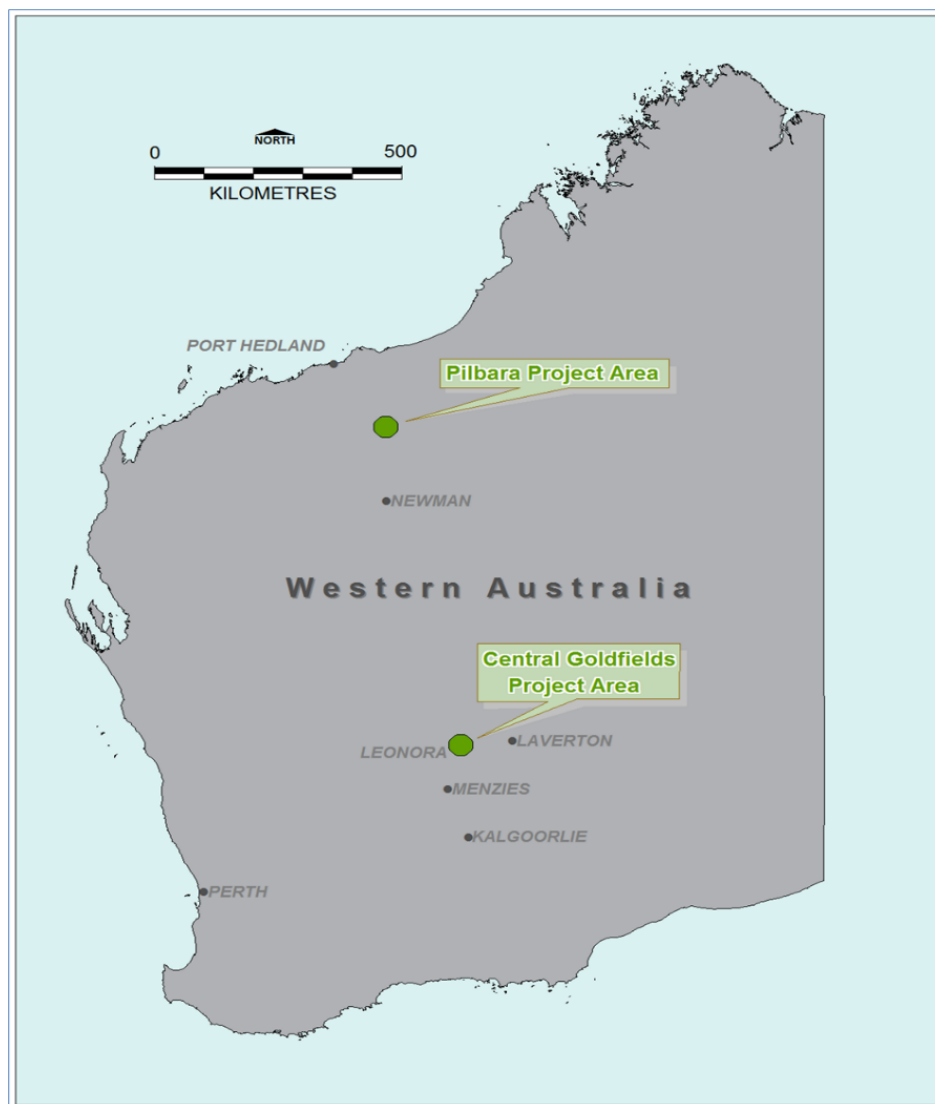 NORTH
0 500
KILOMETRES
PORT HEDLAND
Pilbara Project Area
NEWMAN
Western Australia
Central Goldfields
Project Area
LEONORA
LAVERTON
MENZIES
KALGOORLIE
PERTH